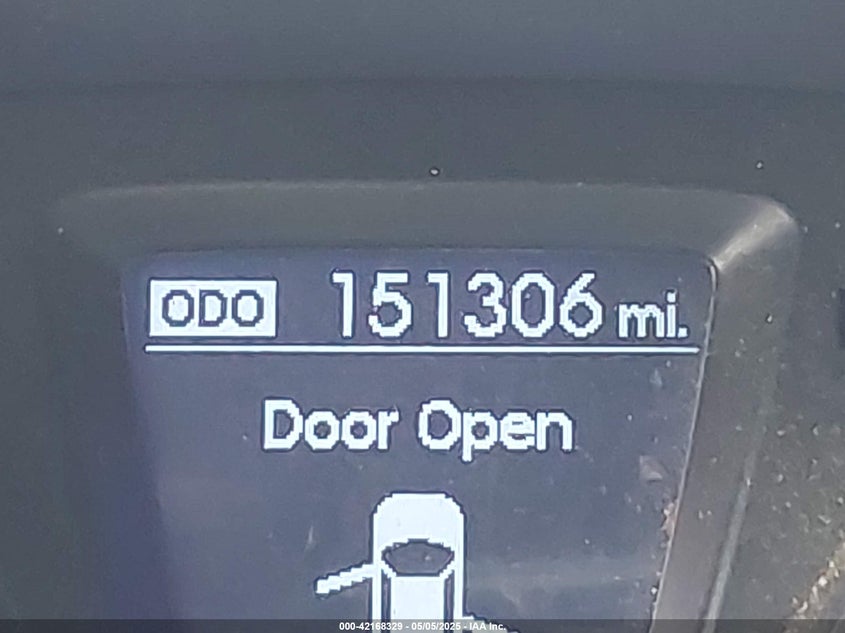 ODO 151306 mi.
Door Open
000-42168329 - 05/05/2025 - IAA Inc.